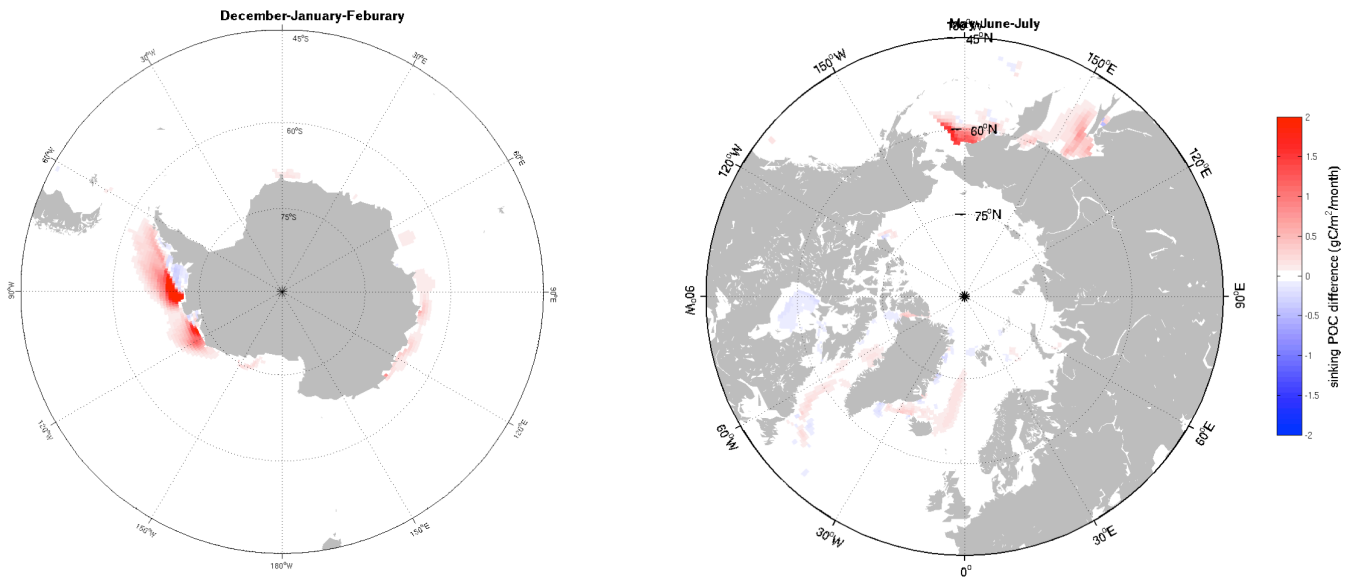 December-January-Feburary
45°S
30°W
30°E
60°S
60°W
60°E
75°S
90°W
90°E
120°W
120°E
150°W
150°E
180°W
May-June-July
180°W
45°N
150°W
150°E
60°N
120°W
120°E
75°N
90°W
90°E
60°W
60°E
30°W
30°E
0°
2
1.5
1
0.5
0
-0.5
-1
-1.5
-2
sinking POC difference (gC/m²/month)